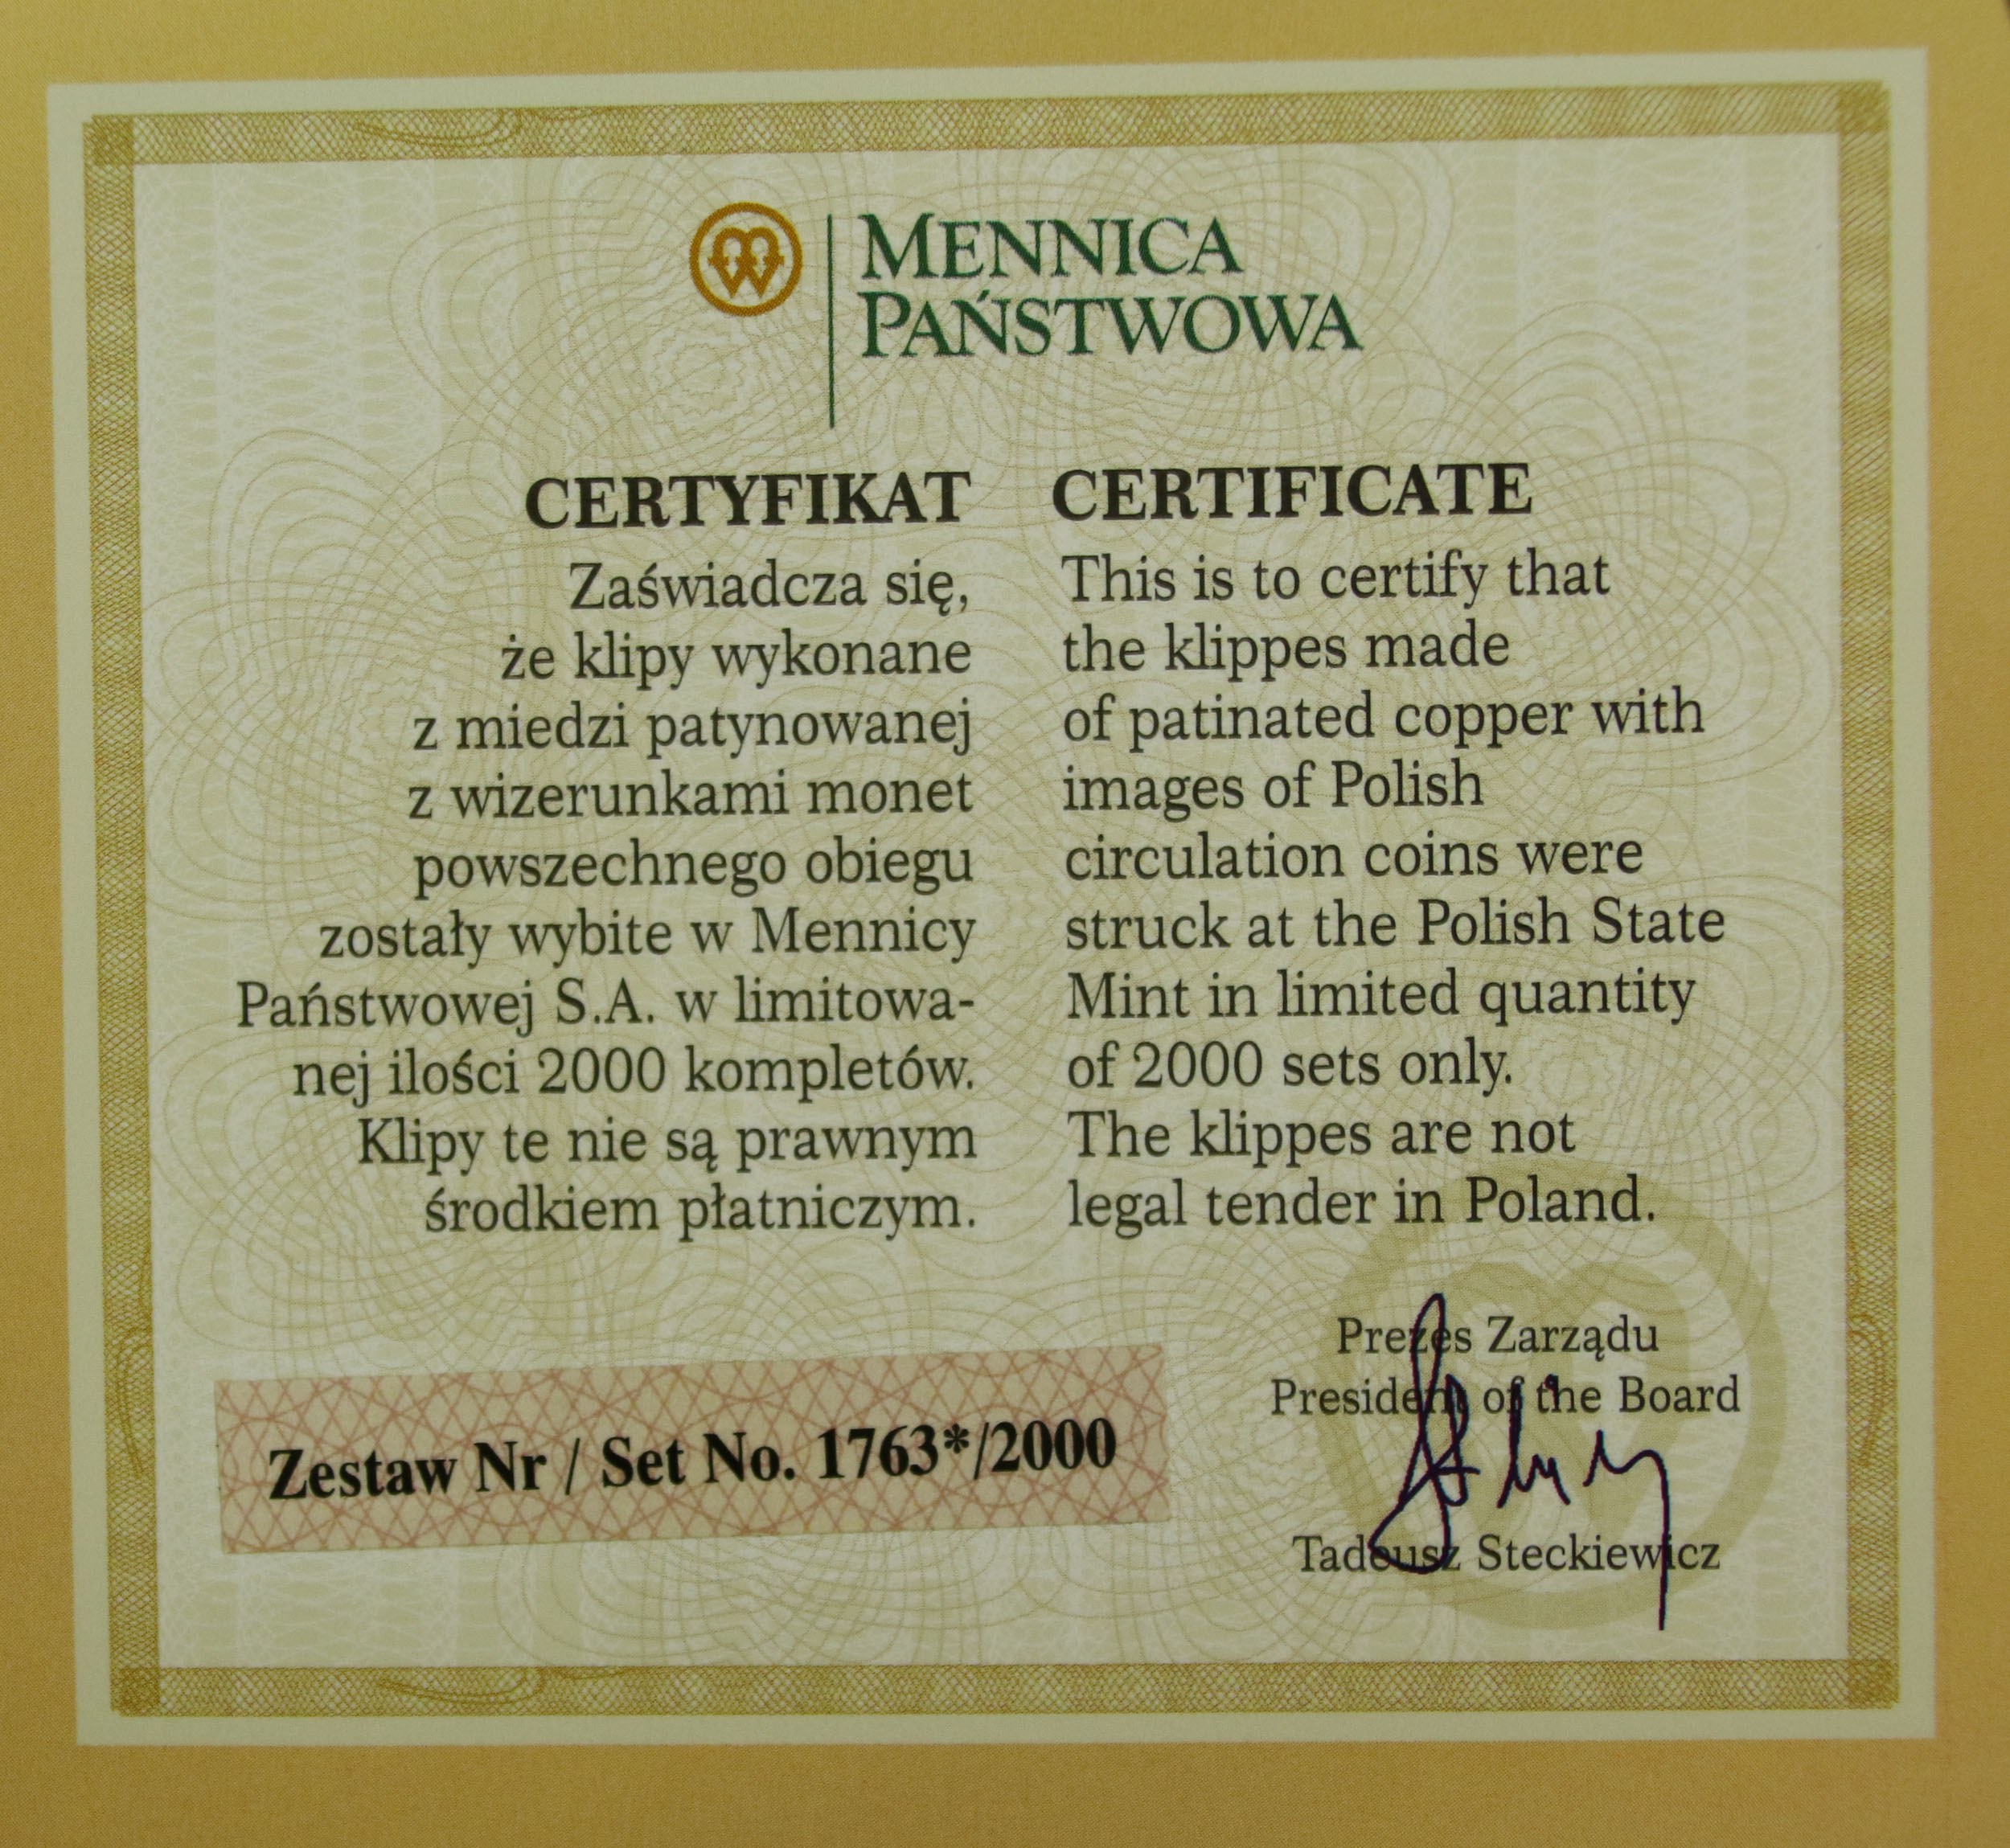 MENNICA
PAŃSTWOWA
CERTYFIKAT
Zaświadcza się,
że klipy wykonane
z miedzi patynowanej
z wizerunkami monet
powszechnego obiegu
zostały wybite w Mennicy
Państwowej S.A. w limitowa-
nej ilości 2000 kompletów.
Klipy te nie są prawnym
środkiem płatniczym.
CERTIFICATE
This is to certify that
the klippes made
of patinated copper with
images of Polish
circulation coins were
struck at the Polish State
Mint in limited quantity
of 2000 sets only.
The klippes are not
legal tender in Poland.
Zestaw Nr / Set No. 1763*/2000
Prezes Zarządu
President of the Board
Tadeusz Steckiewicz